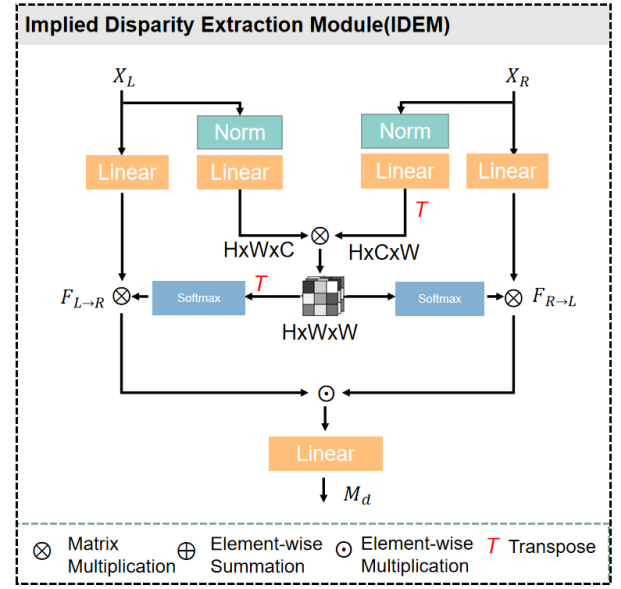 Implied Disparity Extraction Module(IDEM)
X_L
X_R
Norm
Norm
Linear
Linear
Linear
Linear
T
HxWxC
HxCxW
F_{L→R}
Softmax
T
Softmax
F_{R→L}
HxWxW
Linear
M_d
Matrix
Multiplication
Element-wise
Summation
Element-wise
Multiplication
T Transpose